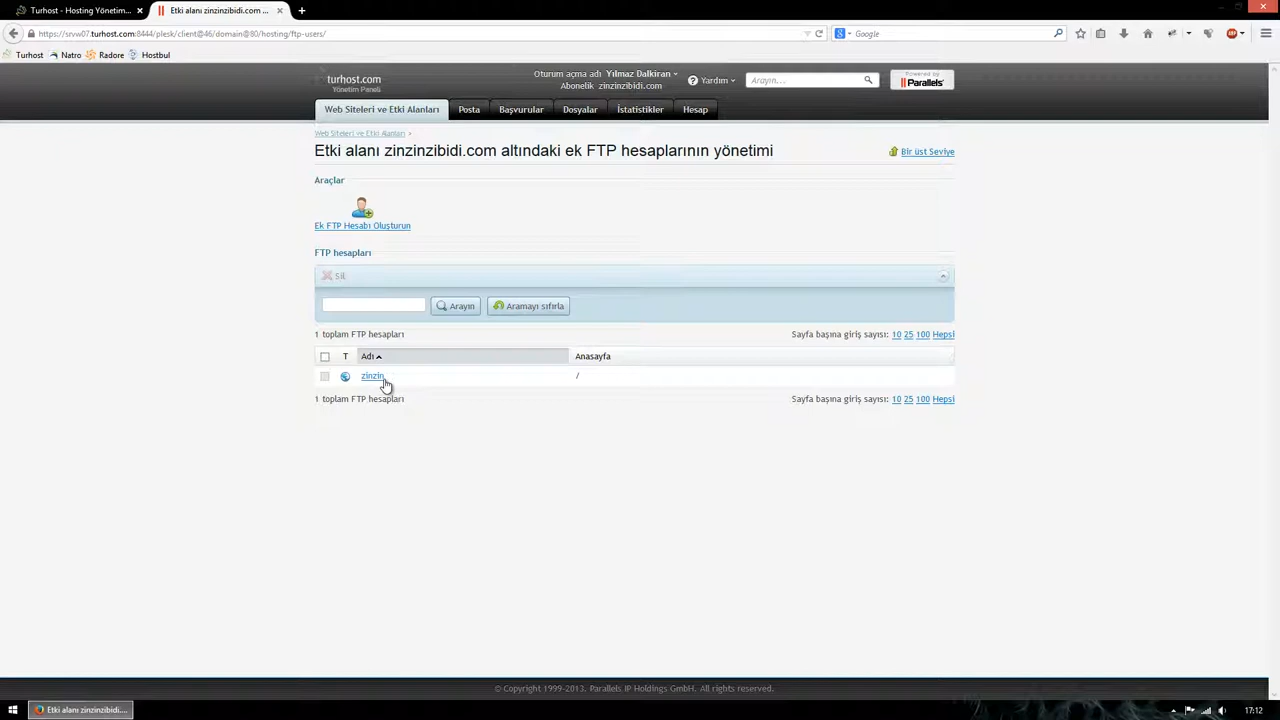 Turhost - Hosting Yönetim...
Etki alanı zinzinzibidi.com ...
https://srvw07.turhost.com:8444/plesk/client@46/domain@80/hosting/ftp-users/
Google
Turhost
Natro
Radore
Hostbul
turhost.com
Yönetim Paneli
Oturum açma adı Yılmaz Dalkiran
Abonelik zinzinzibidi.com
Yardım
Arayın...
Powered by
Parallels
Web Siteleri ve Etki Alanları
Posta
Başvurular
Dosyalar
İstatistikler
Hesap
Web Siteleri ve Etki Alanları >
Etki alanı zinzinzibidi.com altındaki ek FTP hesaplarının yönetimi
Bir üst Seviye
Araçlar
Ek FTP Hesabı Oluşturun
FTP hesapları
Sil
Arayın
Aramayı sıfırla
1 toplam FTP hesapları
Sayfa başına giriş sayısı: 10 25 100 Hepsi
T
Adı
Anasayfa
zinzin
/
1 toplam FTP hesapları
Sayfa başına giriş sayısı: 10 25 100 Hepsi
© Copyright 1999-2013. Parallels IP Holdings GmbH. All rights reserved.
Etki alanı zinzinzibidi....
17:12